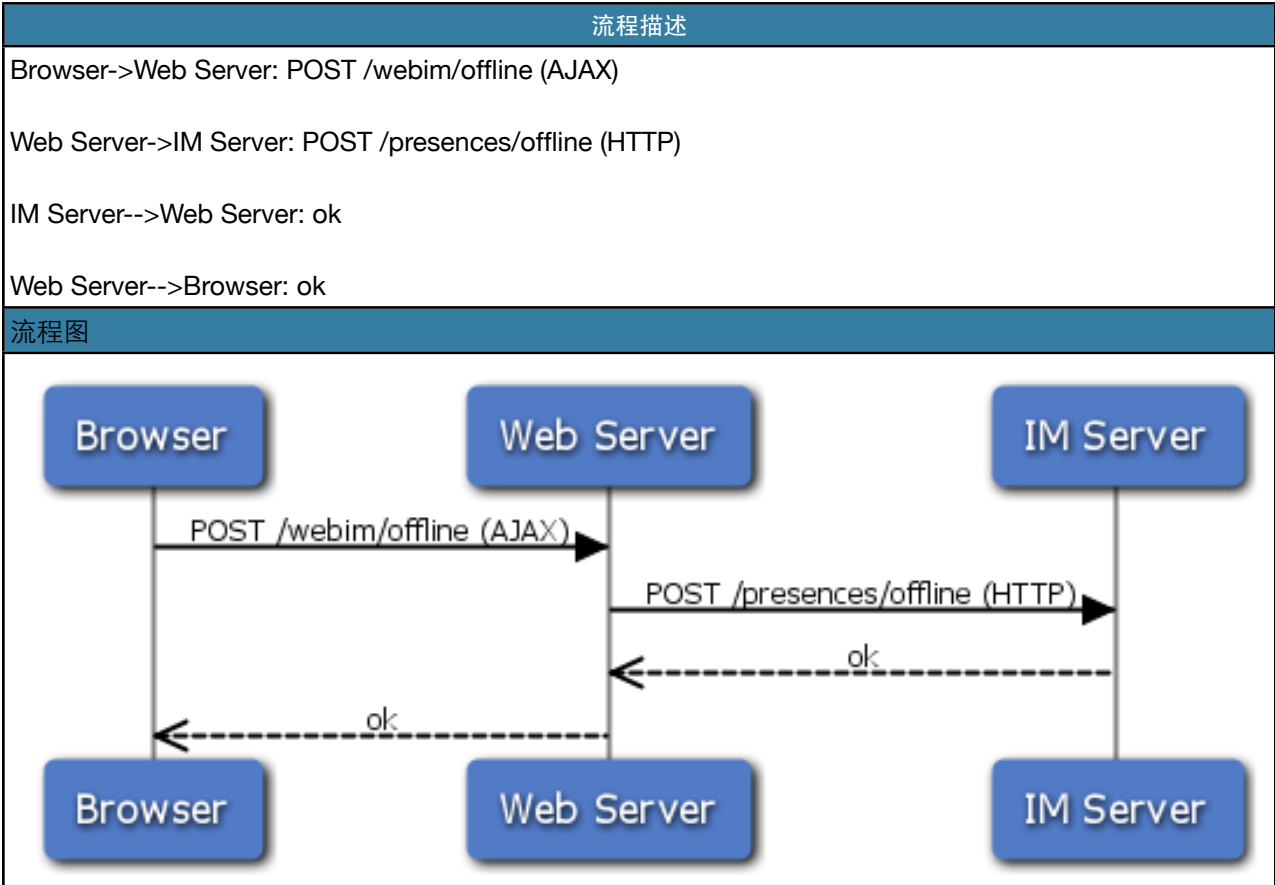 流程描述
Browser->Web Server: POST /webim/offline (AJAX)
Web Server->IM Server: POST /presences/offline (HTTP)
IM Server-->Web Server: ok
Web Server-->Browser: ok
流程图
Browser
Web Server
IM Server
POST /webim/offline (AJAX)
POST /presences/offline (HTTP)
ok
ok
Browser
Web Server
IM Server